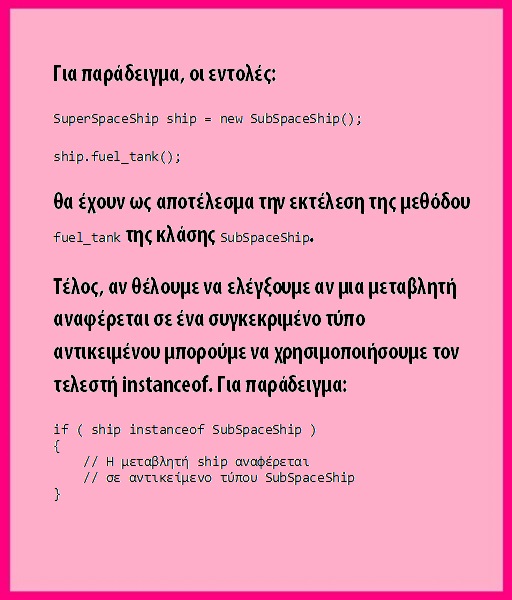 Για παράδειγμα, οι εντολές:
SuperSpaceShip ship = new SubSpaceShip();
ship.fuel_tank();
θα έχουν ως αποτέλεσμα την εκτέλεση της μεθόδου
fuel_tank της κλάσης SubSpaceShip.
Τέλος, αν θέλουμε να ελέγξουμε αν μια μεταβλητή
αναφέρεται σε ένα συγκεκριμένο τύπο
αντικειμένου μπορούμε να χρησιμοποιήσουμε τον
τελεστή instanceof. Για παράδειγμα:
if ( ship instanceof SubSpaceShip )
{
// Η μεταβλητή ship αναφέρεται
// σε αντικείμενο τύπου SubSpaceShip
}